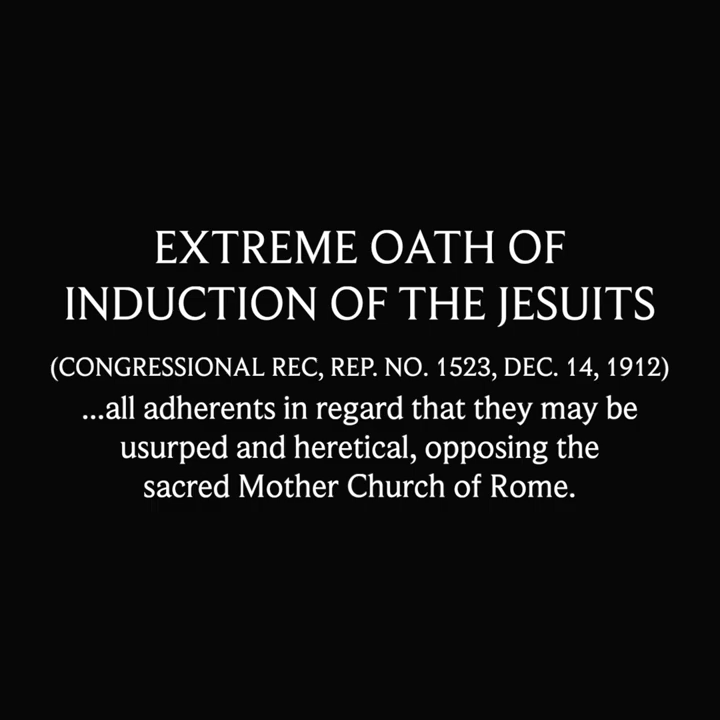 EXTREME OATH OF
INDUCTION OF THE JESUITS
(CONGRESSIONAL REC, REP. NO. 1523, DEC. 14, 1912)
...all adherents in regard that they may be
usurped and heretical, opposing the
sacred Mother Church of Rome.